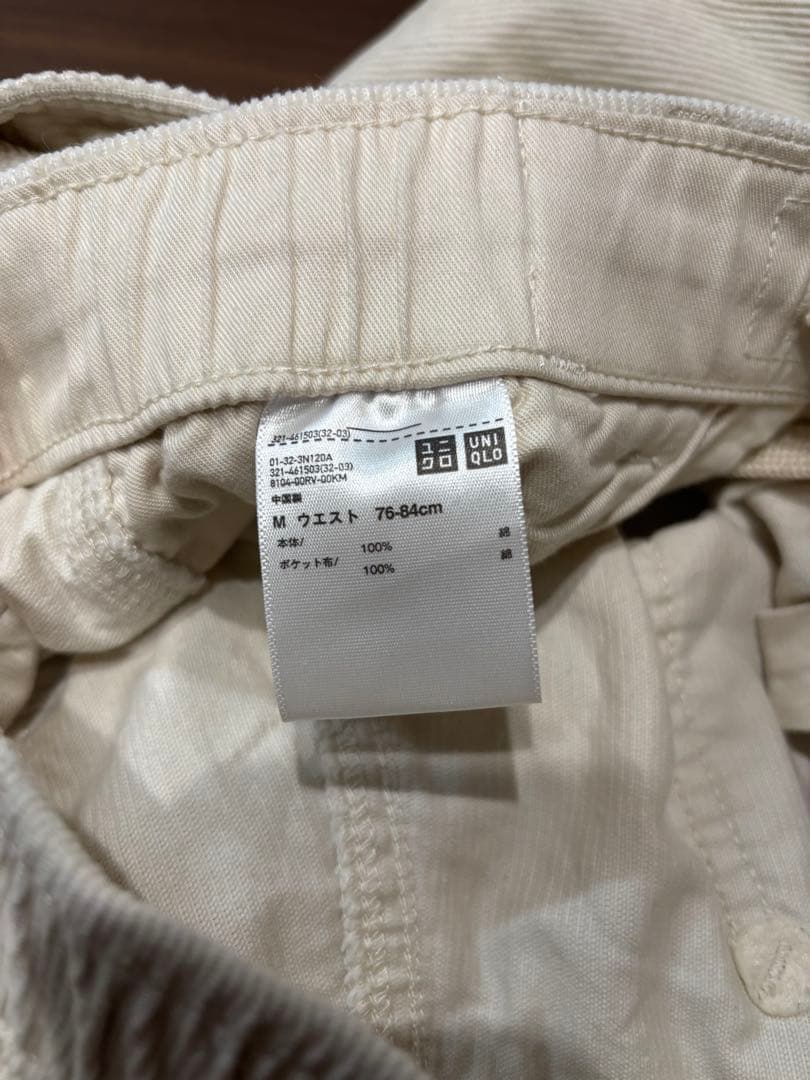 321-461503(32-03)
ユニ
クロ
UNI
QLO
01-32-3N120A
321-461503(32-03)
8104-00RV-00KM
中国製
M ウエスト 76-84cm
本体/ 100% 綿
ポケット布/ 100% 綿